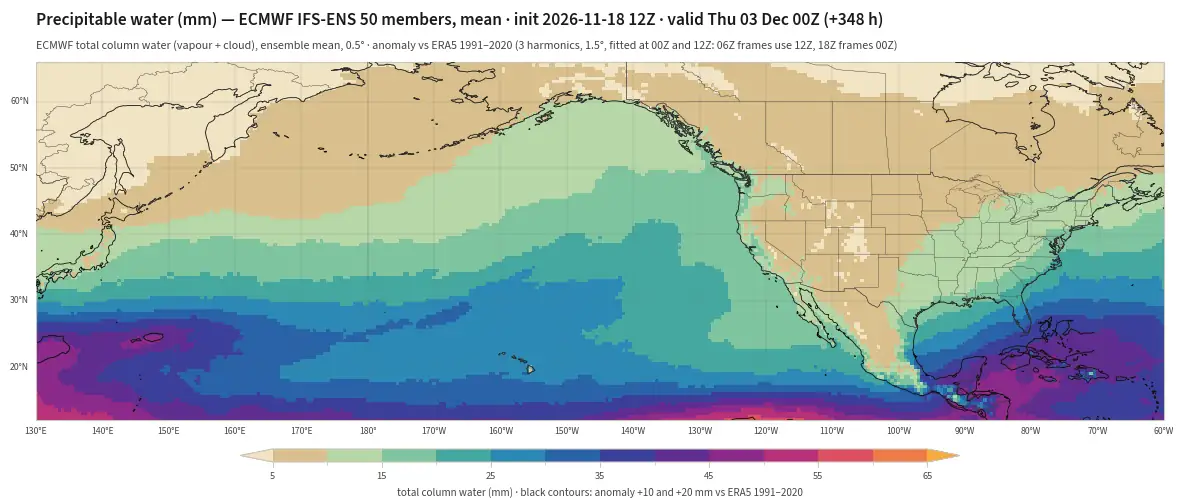 Precipitable water (mm) — ECMWF IFS-ENS 50 members, mean · init 2026-11-18 12Z · valid Thu 03 Dec 00Z (+348 h)
ECMWF total column water (vapour + cloud), ensemble mean, 0.5° · anomaly vs ERA5 1991–2020 (3 harmonics, 1.5°, fitted at 00Z and 12Z: 06Z frames use 12Z, 18Z frames 00Z)
60°N
50°N
40°N
30°N
20°N
130°E 140°E 150°E 160°E 170°E 180° 170°W 160°W 150°W 140°W 130°W 120°W 110°W 100°W 90°W 80°W 70°W 60°W
5 15 25 35 45 55 65
total column water (mm) · black contours: anomaly +10 and +20 mm vs ERA5 1991–2020